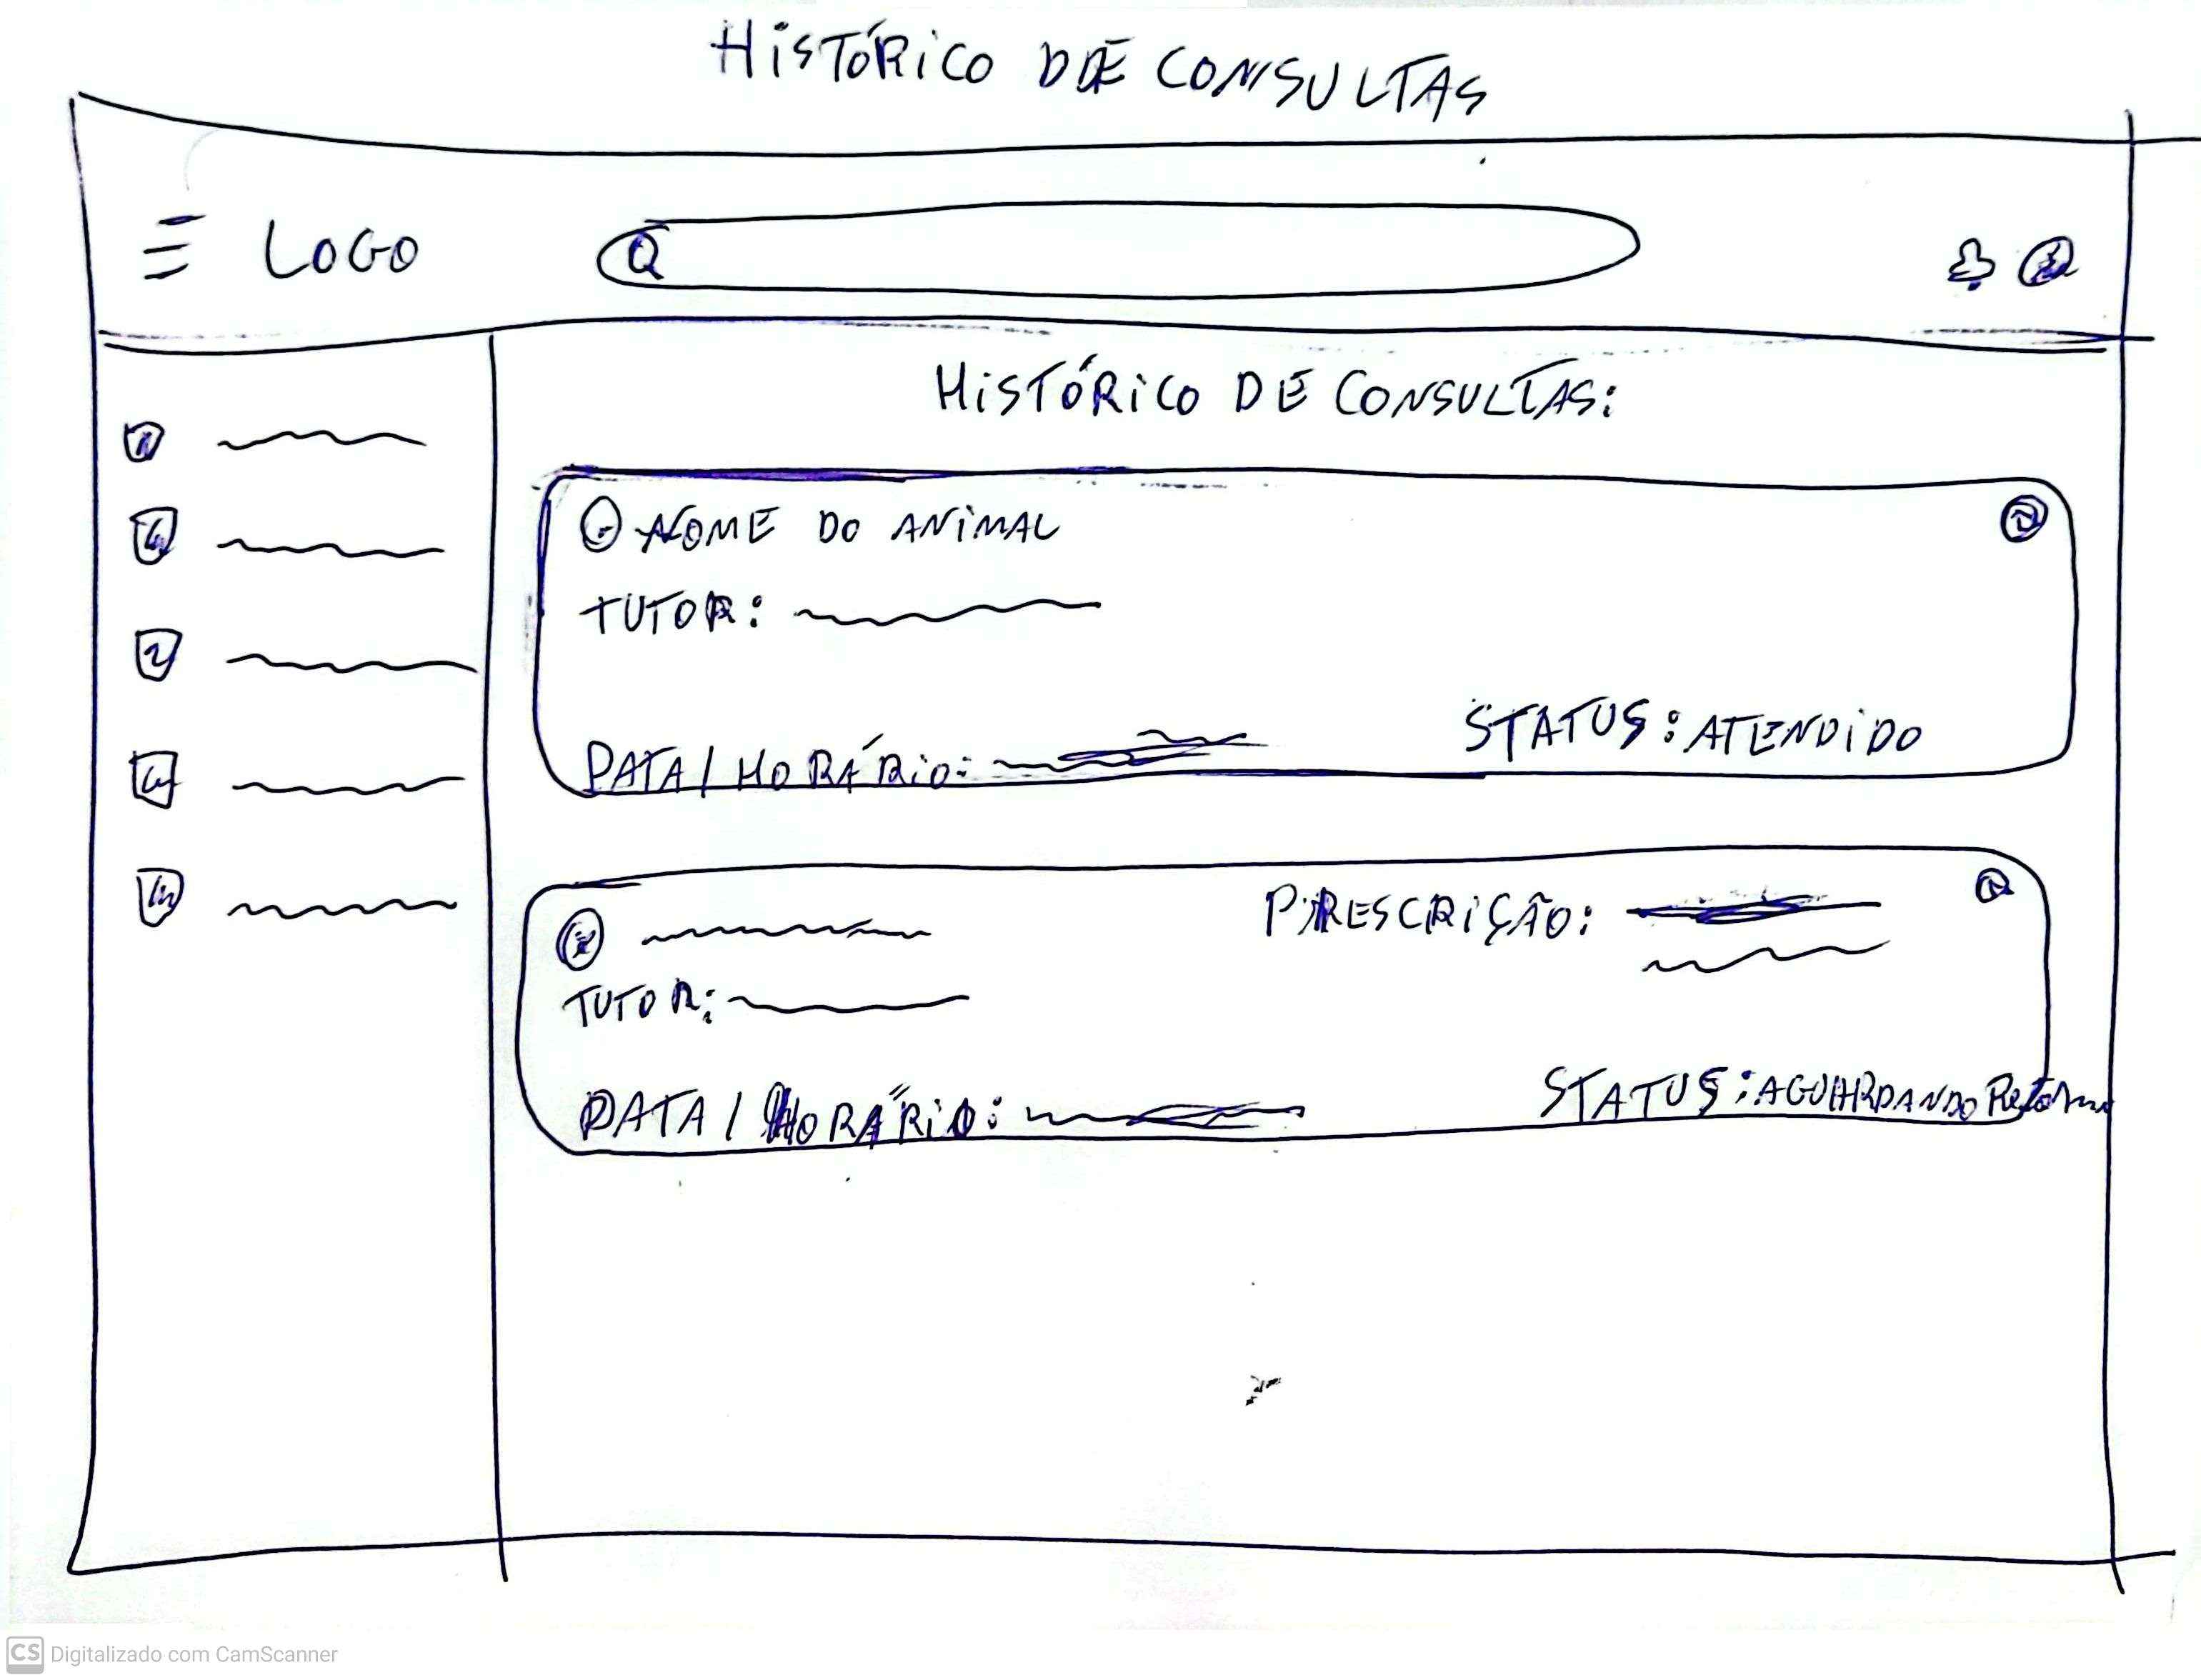 HISTÓRICO DE CONSULTAS
LOGO
HISTÓRICO DE CONSULTAS:
NOME DO ANIMAL
TUTOR:
DATA / HORÁRIO:
STATUS: ATENDIDO
PRESCRIÇÃO:
TUTOR:
DATA / HORÁRIO:
STATUS: AGUARDANDO Retorno
CS Digitalizado com CamScanner